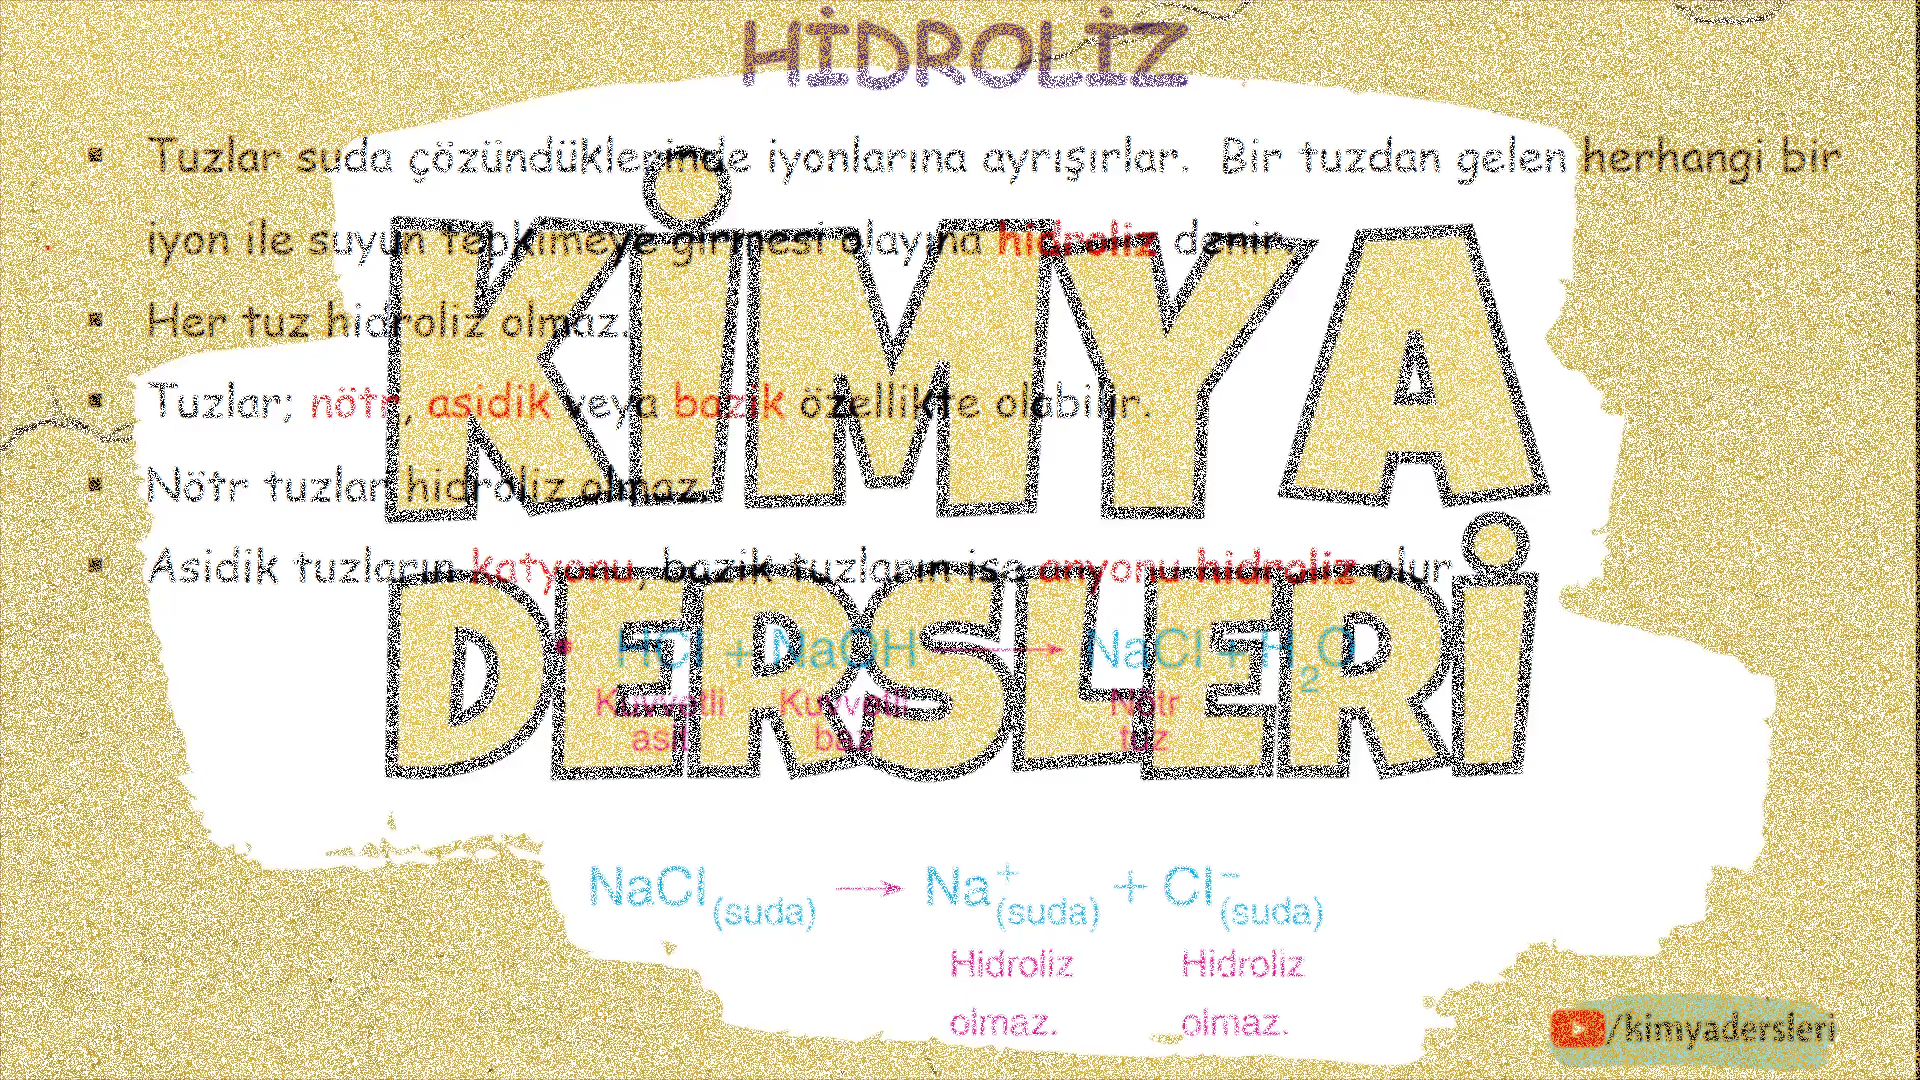 HİDROLİZ
▪ Tuzlar suda çözündüklerinde iyonlarına ayrışırlar. Bir tuzdan gelen herhangi bir
iyon ile suyun tepkimeye girmesi olayına hidroliz denir.
▪ Her tuz hidroliz olmaz.
▪ Tuzlar; nötr, asidik veya bazik özellikte olabilir.
▪ Nötr tuzlar hidroliz olmaz.
▪ Asidik tuzların katyonu, bazik tuzların ise anyonu hidroliz olur.
KİMYA
DERSLERİ
HCl + NaOH → NaCl + H₂O
Kuvvetli Kuvvetli Nötr
asit baz tuz
NaCl(suda) → Na⁺(suda) + Cl⁻(suda)
Hidroliz Hidroliz
olmaz. olmaz.
/kimyadersleri